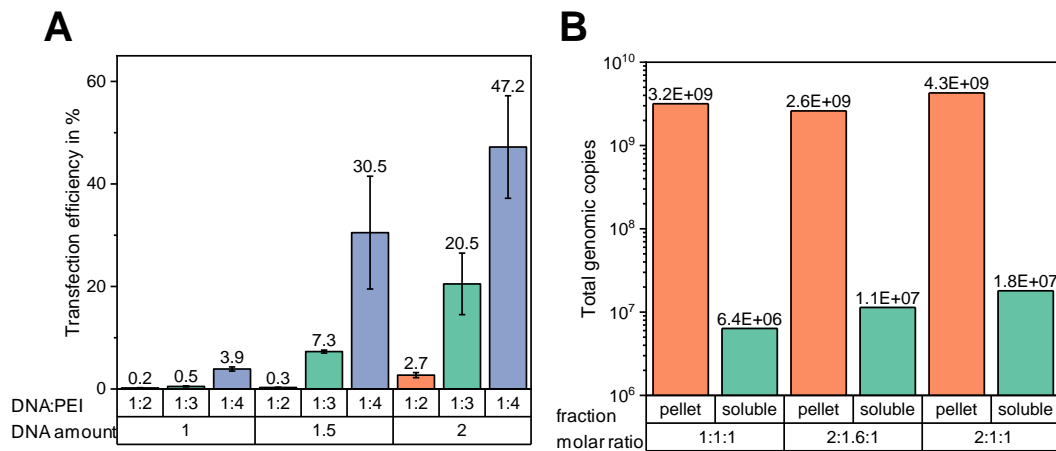 A
Transfection efficiency in %
60
40
20
0
0.2
0.5
3.9
0.3
7.3
30.5
2.7
20.5
47.2
DNA:PEI 1:2 1:3 1:4 1:2 1:3 1:4 1:2 1:3 1:4
DNA amount 1 1.5 2
B
Total genomic copies
10^10
10^9
10^8
10^7
10^6
3.2E+09
6.4E+06
2.6E+09
1.1E+07
4.3E+09
1.8E+07
fraction pellet soluble pellet soluble pellet soluble
molar ratio 1:1:1 2:1.6:1 2:1:1